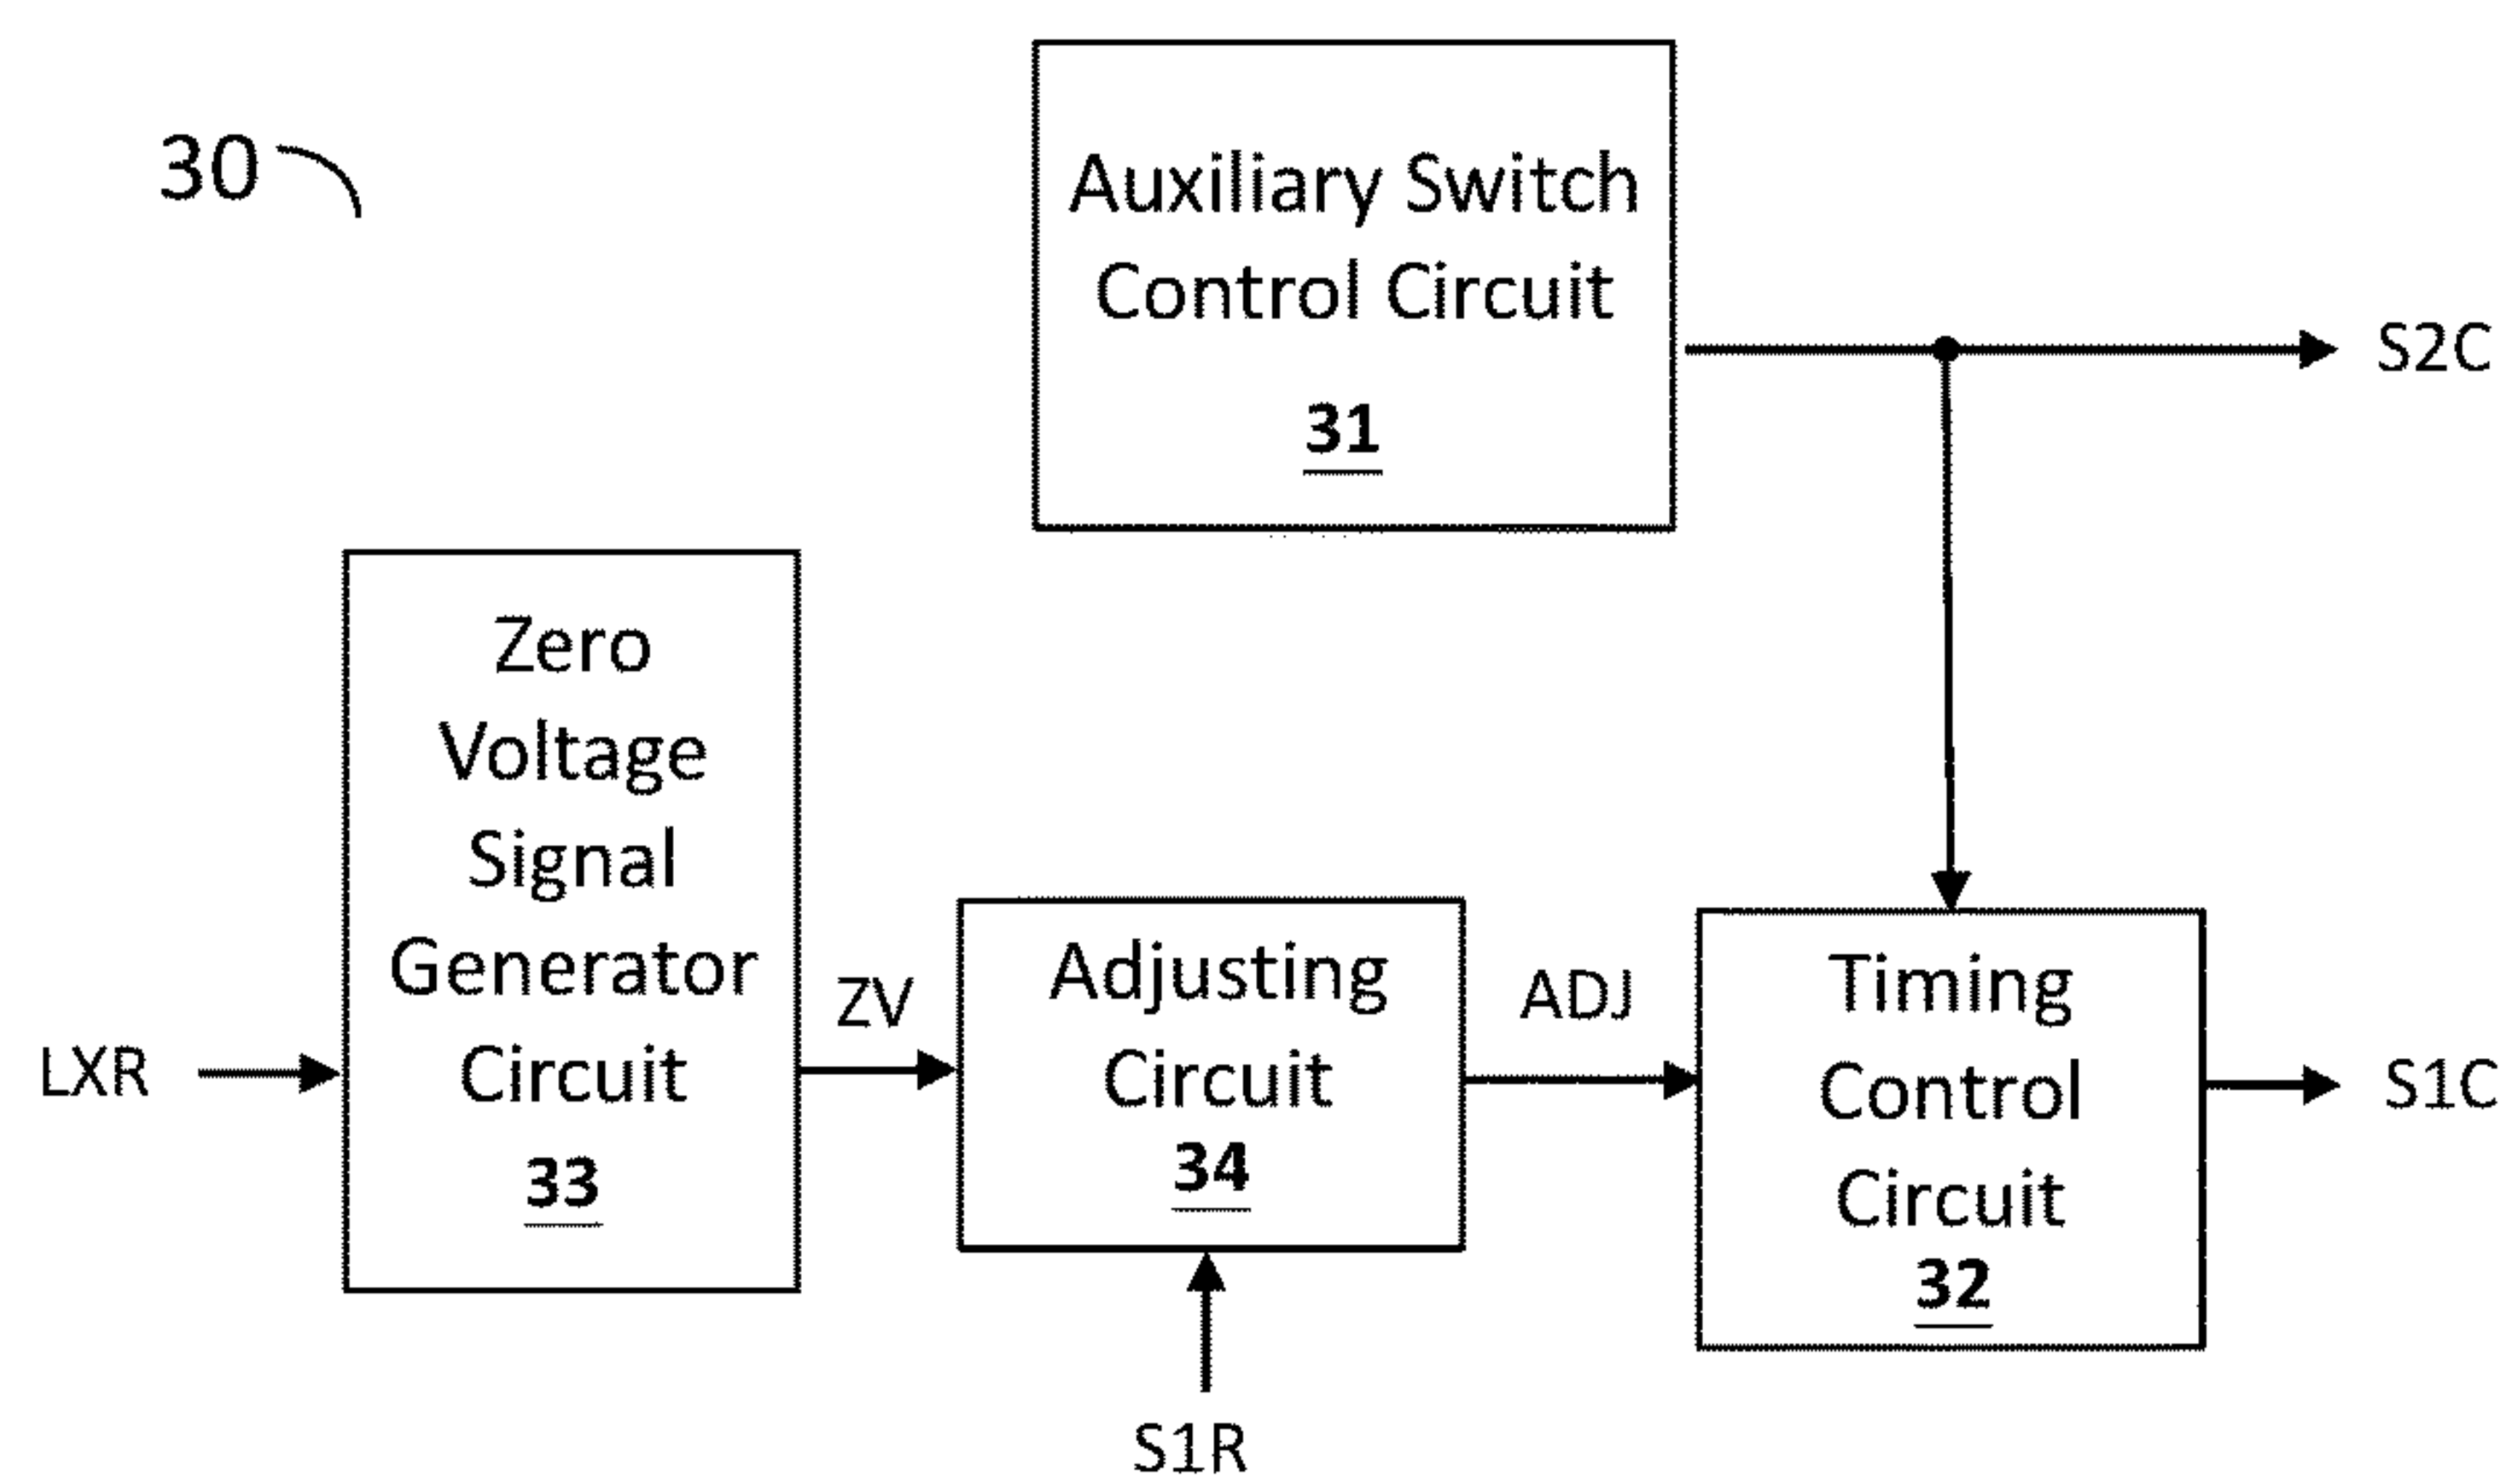 30
Auxiliary Switch
Control Circuit
31
S2C
Zero
Voltage
Signal
Generator
Circuit
33
LXR
ZV
Adjusting
Circuit
34
S1R
ADJ
Timing
Control
Circuit
32
S1C